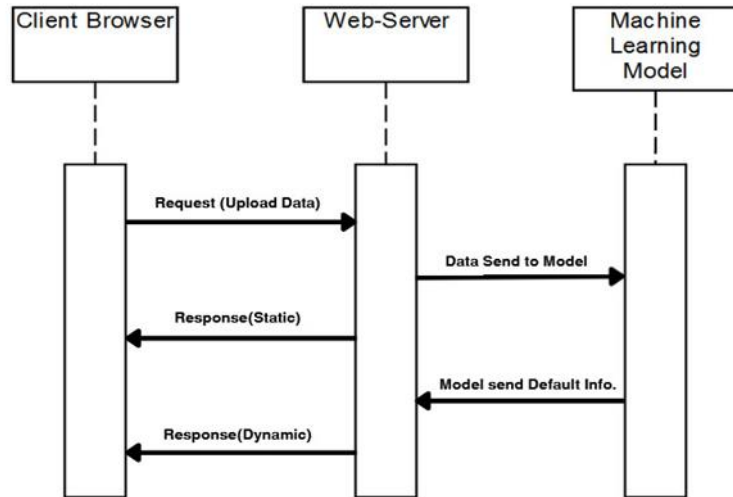 Client Browser
Web-Server
Machine
Learning
Model
Request (Upload Data)
Data Send to Model
Response(Static)
Model send Default Info.
Response(Dynamic)